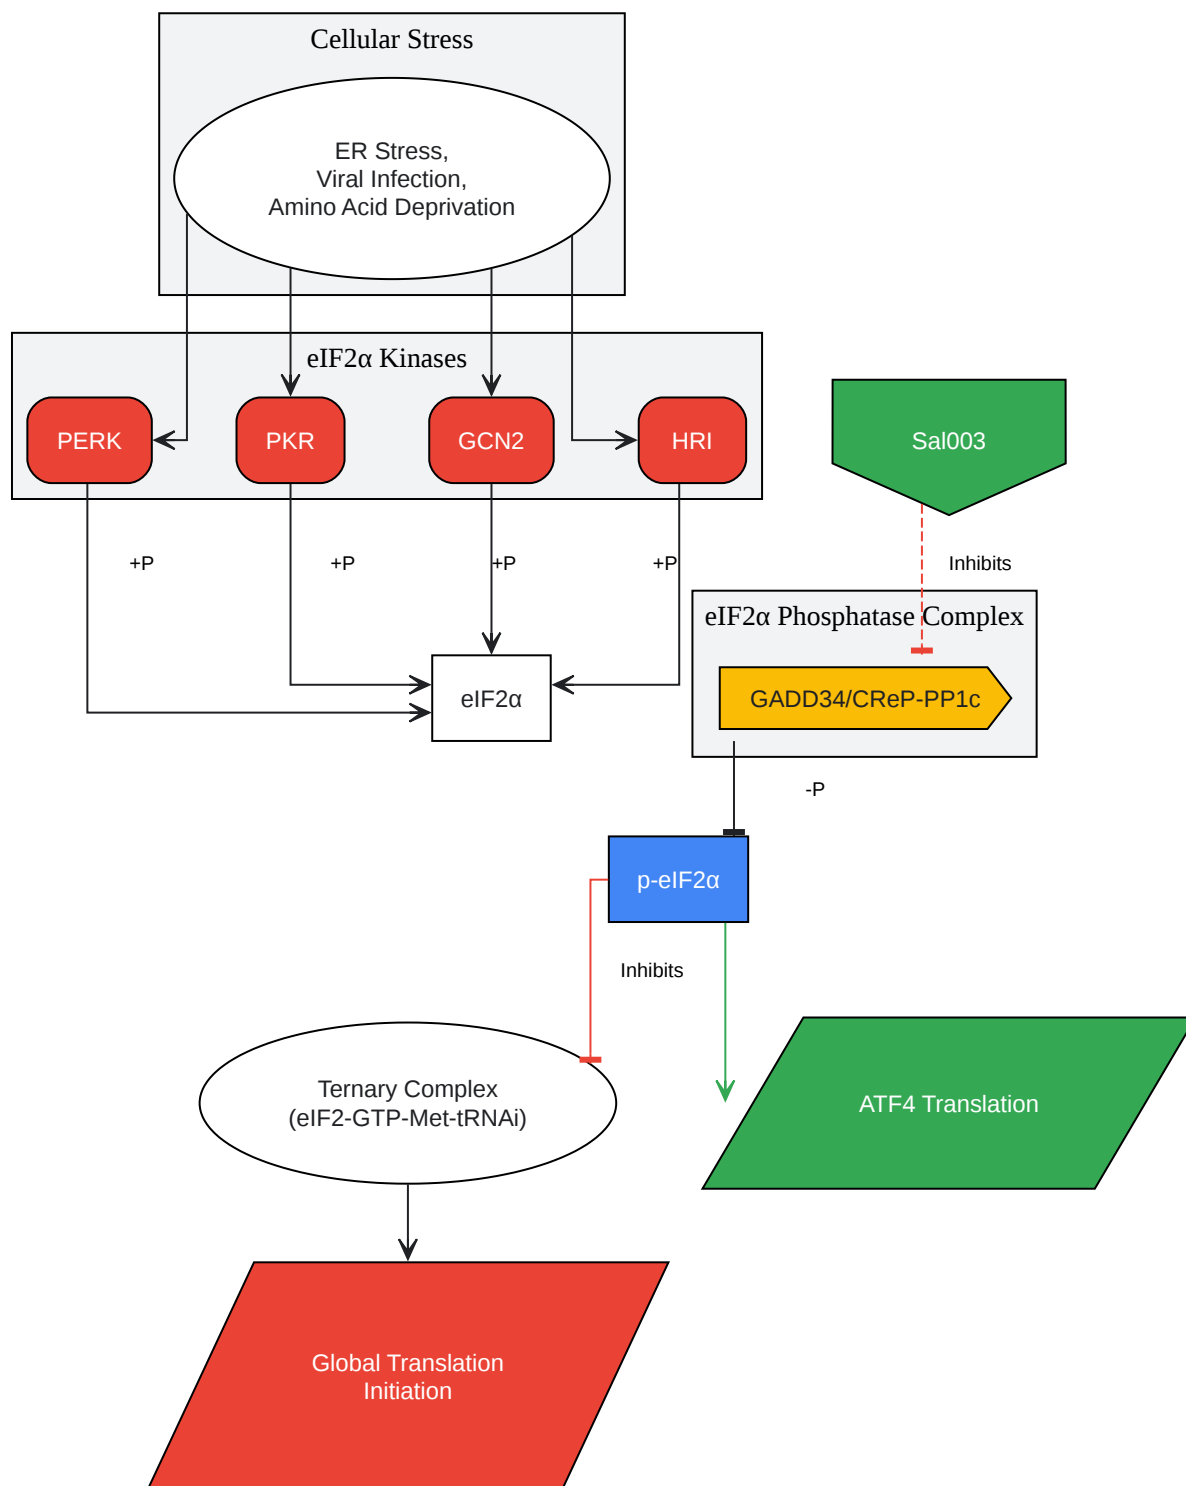 Cellular Stress
ER Stress,
Viral Infection,
Amino Acid Deprivation
eIF2α Kinases
PERK
PKR
GCN2
HRI
Sal003
+P
+P
+P
+P
Inhibits
eIF2α Phosphatase Complex
GADD34/CReP-PP1c
eIF2α
-P
p-eIF2α
Inhibits
Ternary Complex
(eIF2-GTP-Met-tRNAi)
ATF4 Translation
Global Translation
Initiation